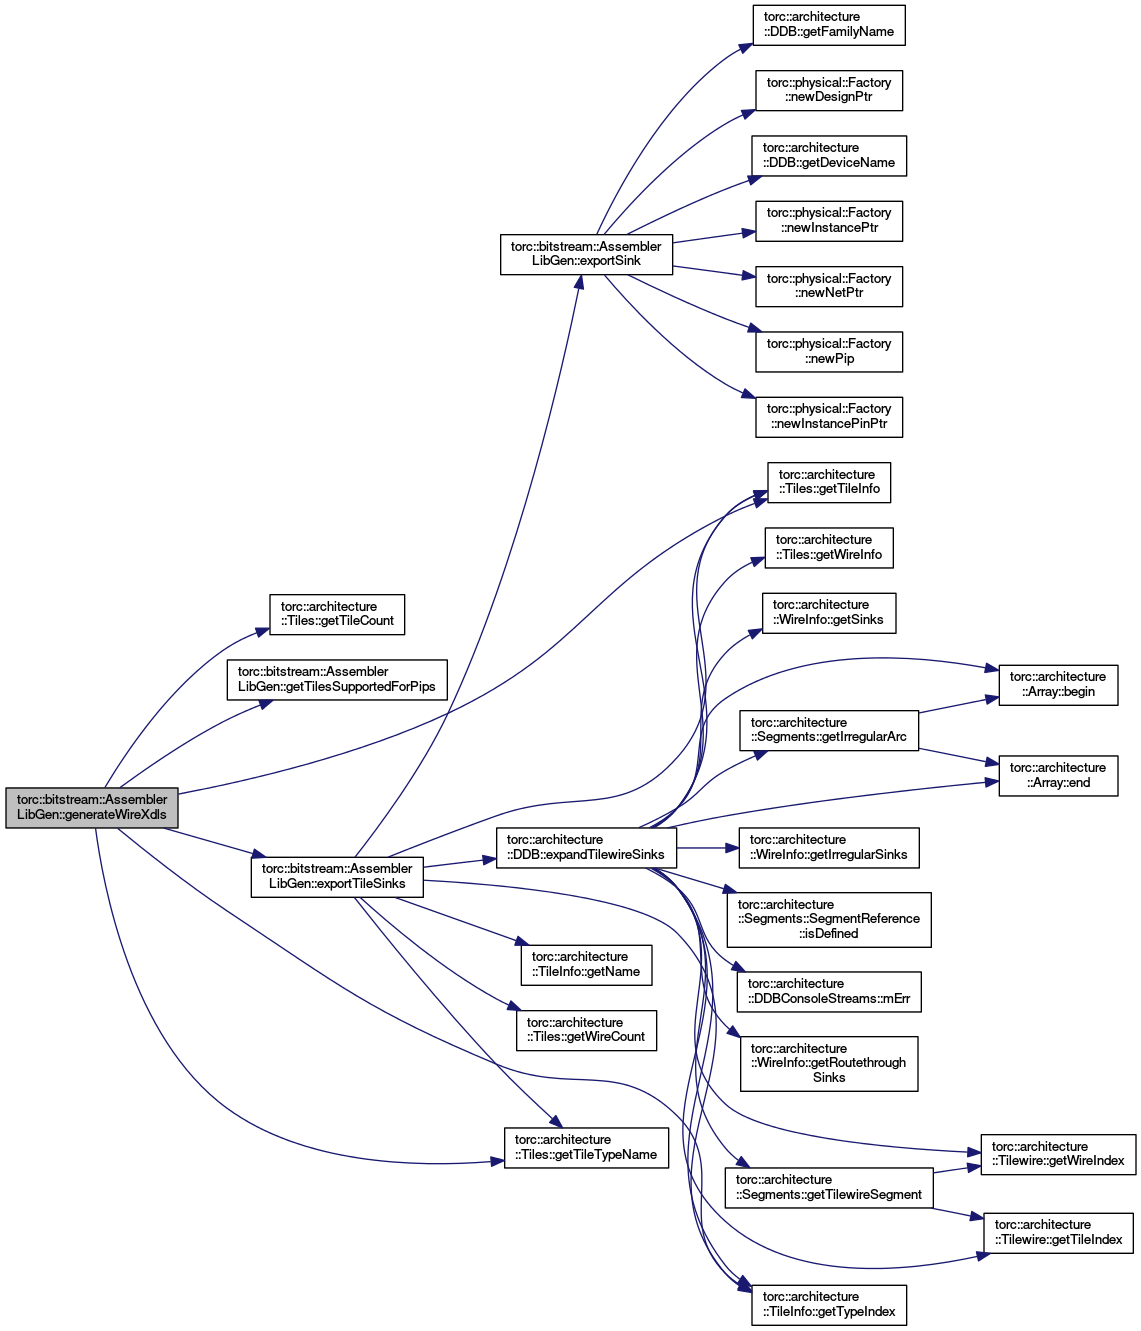 torc::architecture
::DDB::getFamilyName
torc::physical::Factory
::newDesignPtr
torc::architecture
::DDB::getDeviceName
torc::physical::Factory
::newInstancePtr
torc::bitstream::Assembler
LibGen::exportSink
torc::physical::Factory
::newNetPtr
torc::physical::Factory
::newPip
torc::physical::Factory
::newInstancePinPtr
torc::architecture
::Tiles::getTileInfo
torc::architecture
::Tiles::getWireInfo
torc::architecture
::Tiles::getTileCount
torc::architecture
::WireInfo::getSinks
torc::bitstream::Assembler
LibGen::getTilesSupportedForPips
torc::architecture
::Array::begin
torc::architecture
::Segments::getIrregularArc
torc::architecture
::Array::end
torc::bitstream::Assembler
LibGen::generateWireXdls
torc::architecture
::DDB::expandTilewireSinks
torc::architecture
::WireInfo::getIrregularSinks
torc::bitstream::Assembler
LibGen::exportTileSinks
torc::architecture
::Segments::SegmentReference
::isDefined
torc::architecture
::TileInfo::getName
torc::architecture
::DDBConsoleStreams::mErr
torc::architecture
::Tiles::getWireCount
torc::architecture
::WireInfo::getRoutethrough
Sinks
torc::architecture
::Tiles::getTileTypeName
torc::architecture
::Tilewire::getWireIndex
torc::architecture
::Segments::getTilewireSegment
torc::architecture
::Tilewire::getTileIndex
torc::architecture
::TileInfo::getTypeIndex